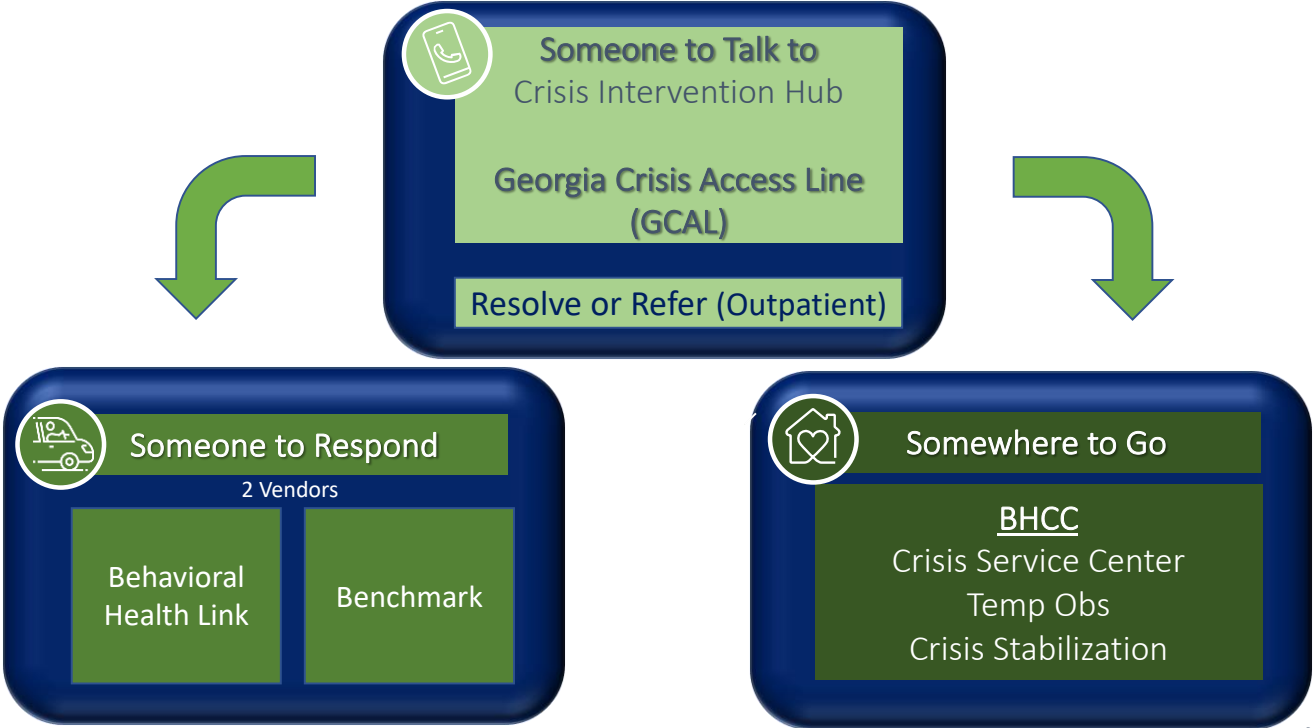 Someone to Talk to
Crisis Intervention Hub
Georgia Crisis Access Line
(GCAL)
Resolve or Refer (Outpatient)
Someone to Respond
2 Vendors
Behavioral
Health Link
Benchmark
Somewhere to Go
BHCC
Crisis Service Center
Temp Obs
Crisis Stabilization